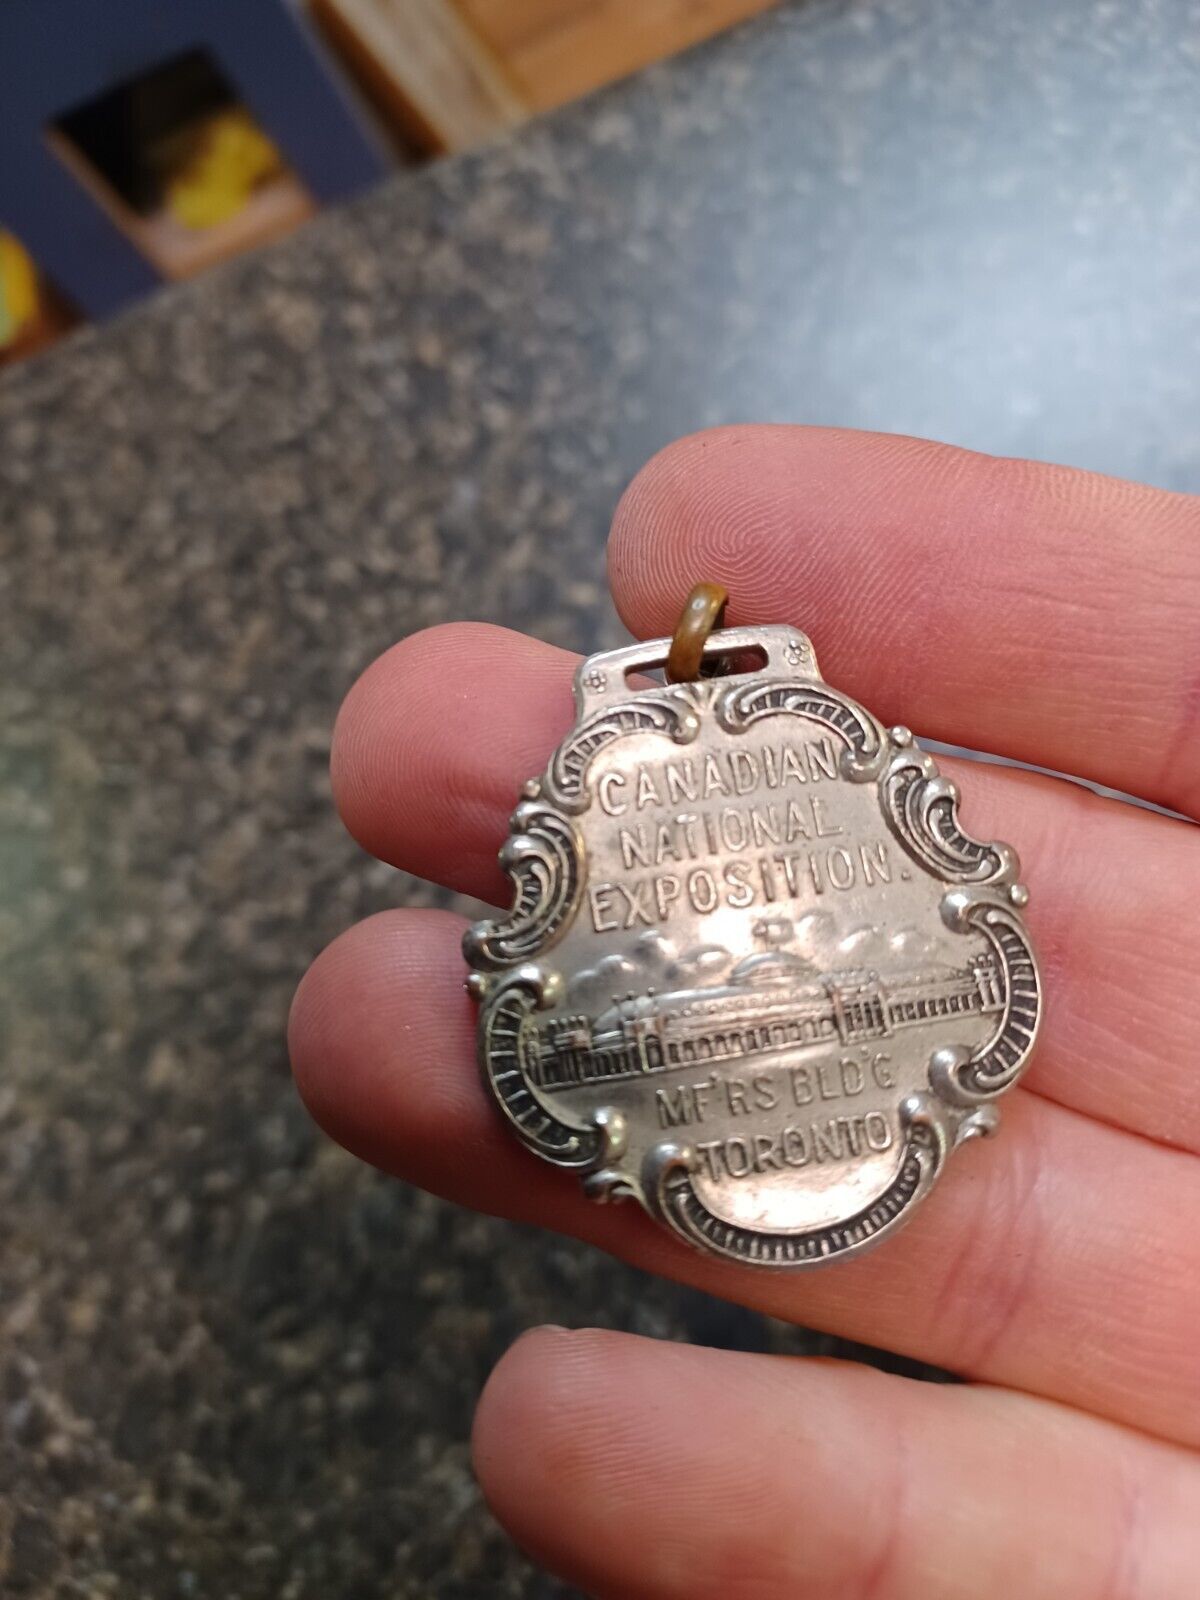 CANADIAN
NATIONAL
EXPOSITION.
MF'RS BLD'G
TORONTO